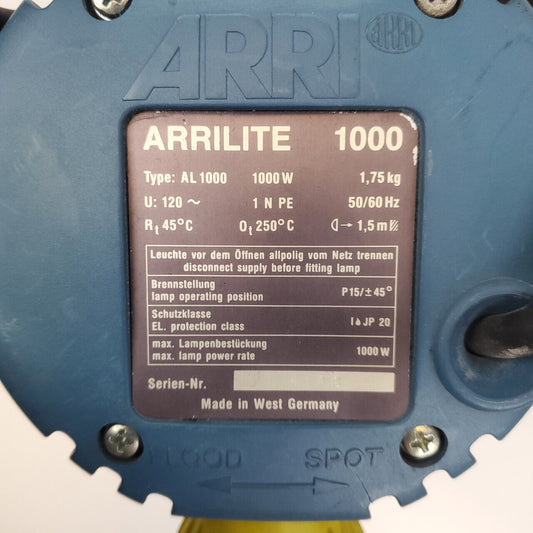 ARRI ARRI
ARRILITE 1000
Type: AL 1000 1000 W 1,75 kg
U: 120 ~ 1 N PE 50/60 Hz
Rt 45°C Ot 250°C 1,5 m
Leuchte vor dem Öffnen allpolig vom Netz trennen
disconnect supply before fitting lamp
Brennstellung
lamp operating position P15/±45°
Schutzklasse
EL. protection class I JP 20
max. Lampenbestückung
max. lamp power rate 1000 W
Serien-Nr.
Made in West Germany
FLOOD SPOT